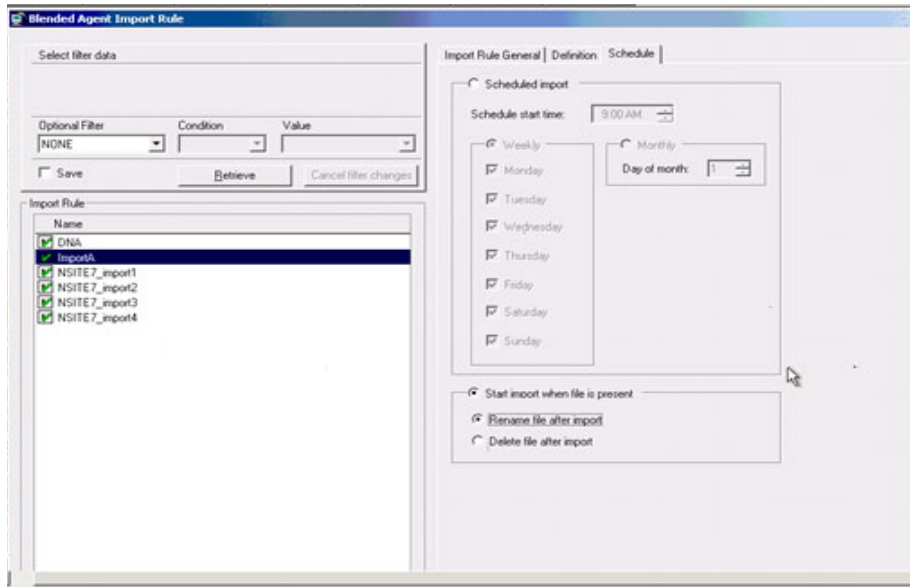 Blended Agent Import Rule
Select filter data
Optional Filter Condition Value
NONE
Save Retrieve Cancel filter changes
Import Rule
Name
DNA
ImportA
NSITE7_import1
NSITE7_import2
NSITE7_import3
NSITE7_import4
Import Rule General Definition Schedule
Scheduled import
Schedule start time: 9:00 AM
Weekly Monthly
Monday Day of month: 1
Tuesday
Wednesday
Thursday
Friday
Saturday
Sunday
Start import when file is present
Rename file after import
Delete file after import